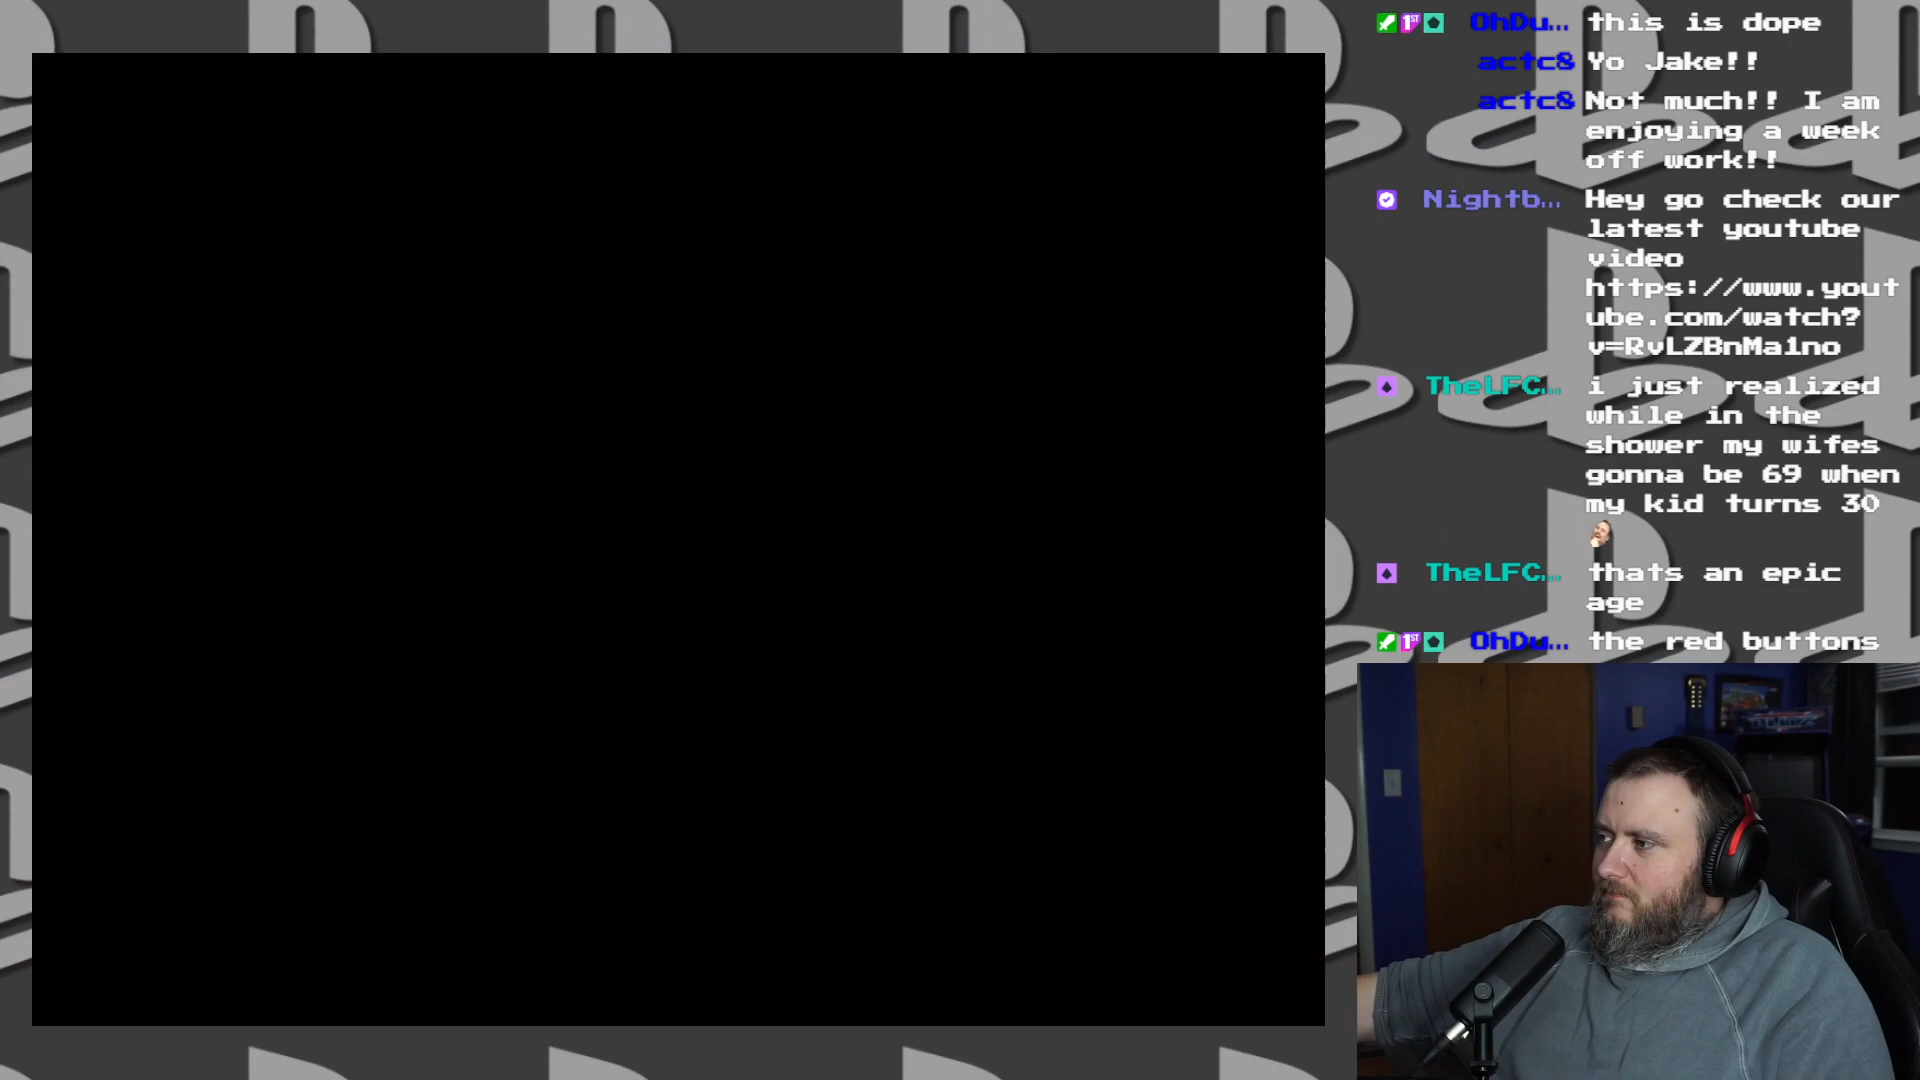 OhDu... this is dope
actc8 Yo Jake!!
actc8 Not much!! I am
enjoying a week
off work!!
Nightb... Hey go check our
latest youtube
video
https://www.yout
ube.com/watch?
v=RvLZBnMa1no
TheLFC... i just realized
while in the
shower my wifes
gonna be 69 when
my kid turns 30
TheLFC... thats an epic
age
1ST OhDu... the red buttons